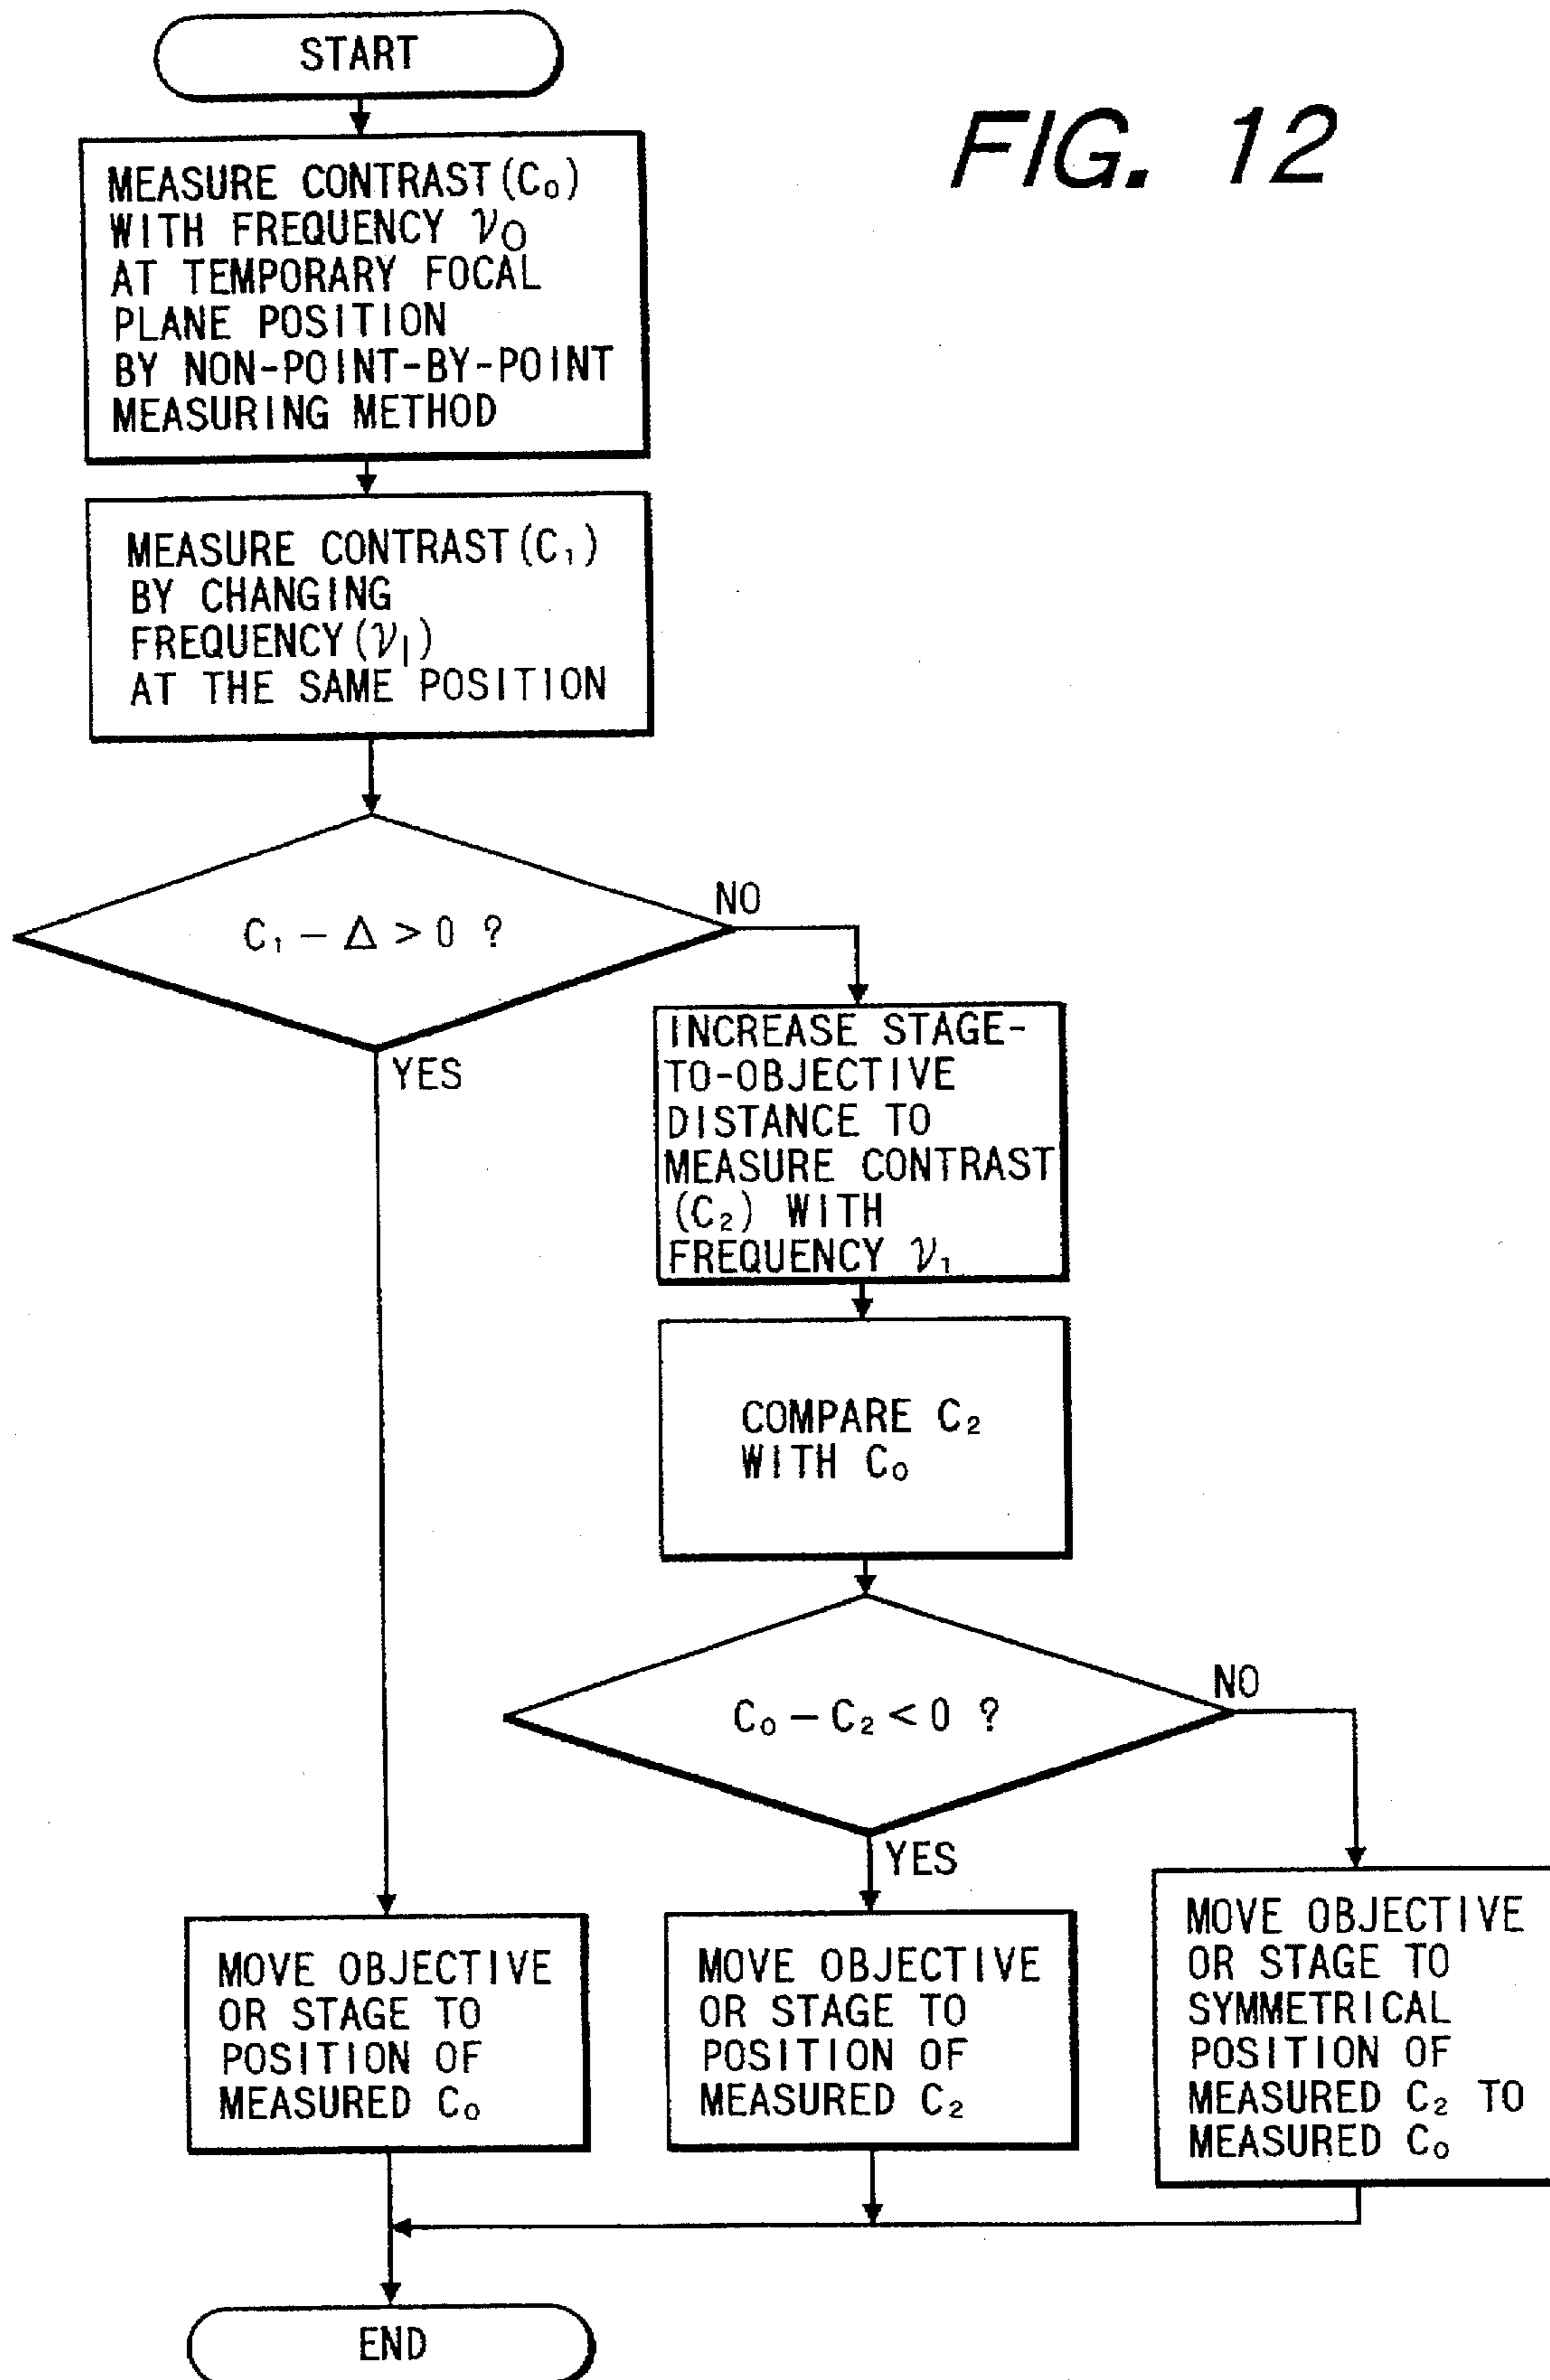 START
FIG. 12
MEASURE CONTRAST(C₀)
WITH FREQUENCY ν₀
AT TEMPORARY FOCAL
PLANE POSITION
BY NON-POINT-BY-POINT
MEASURING METHOD
MEASURE CONTRAST(C₁)
BY CHANGING
FREQUENCY(ν₁)
AT THE SAME POSITION
C₁ − Δ > 0 ?
NO
YES
INCREASE STAGE-
TO-OBJECTIVE
DISTANCE TO
MEASURE CONTRAST
(C₂) WITH
FREQUENCY ν₁
COMPARE C₂
WITH C₀
C₀ − C₂ < 0 ?
NO
YES
MOVE OBJECTIVE
OR STAGE TO
POSITION OF
MEASURED C₀
MOVE OBJECTIVE
OR STAGE TO
POSITION OF
MEASURED C₂
MOVE OBJECTIVE
OR STAGE TO
SYMMETRICAL
POSITION OF
MEASURED C₂ TO
MEASURED C₀
END